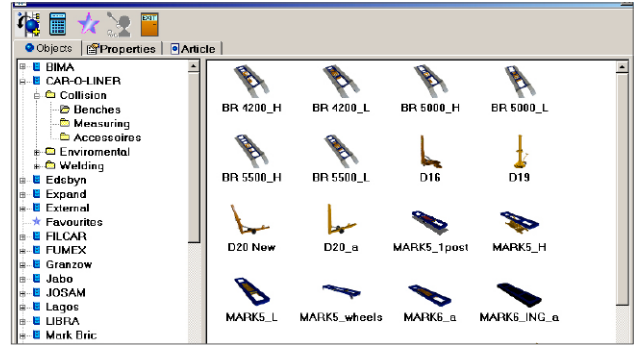 EXIT
Objects Properties Article
BIMA
CAR-O-LINER
Collision
Benches
Measuring
Accessoires
Enviromental
Welding
Edsbyn
Expand
External
Favourites
FILCAR
FUMEX
Granzow
Jabo
JOSAM
Lagos
LIBRA
Mark Bric
BR 4200_H BR 4200_L BR 5000_H BR 5000_L
BR 5500_H BR 5500_L D16 D19
D20 New D20_a MARK5_1post MARK5_H
MARK5_L MARK5_wheels MARK6_a MARK6_ING_a